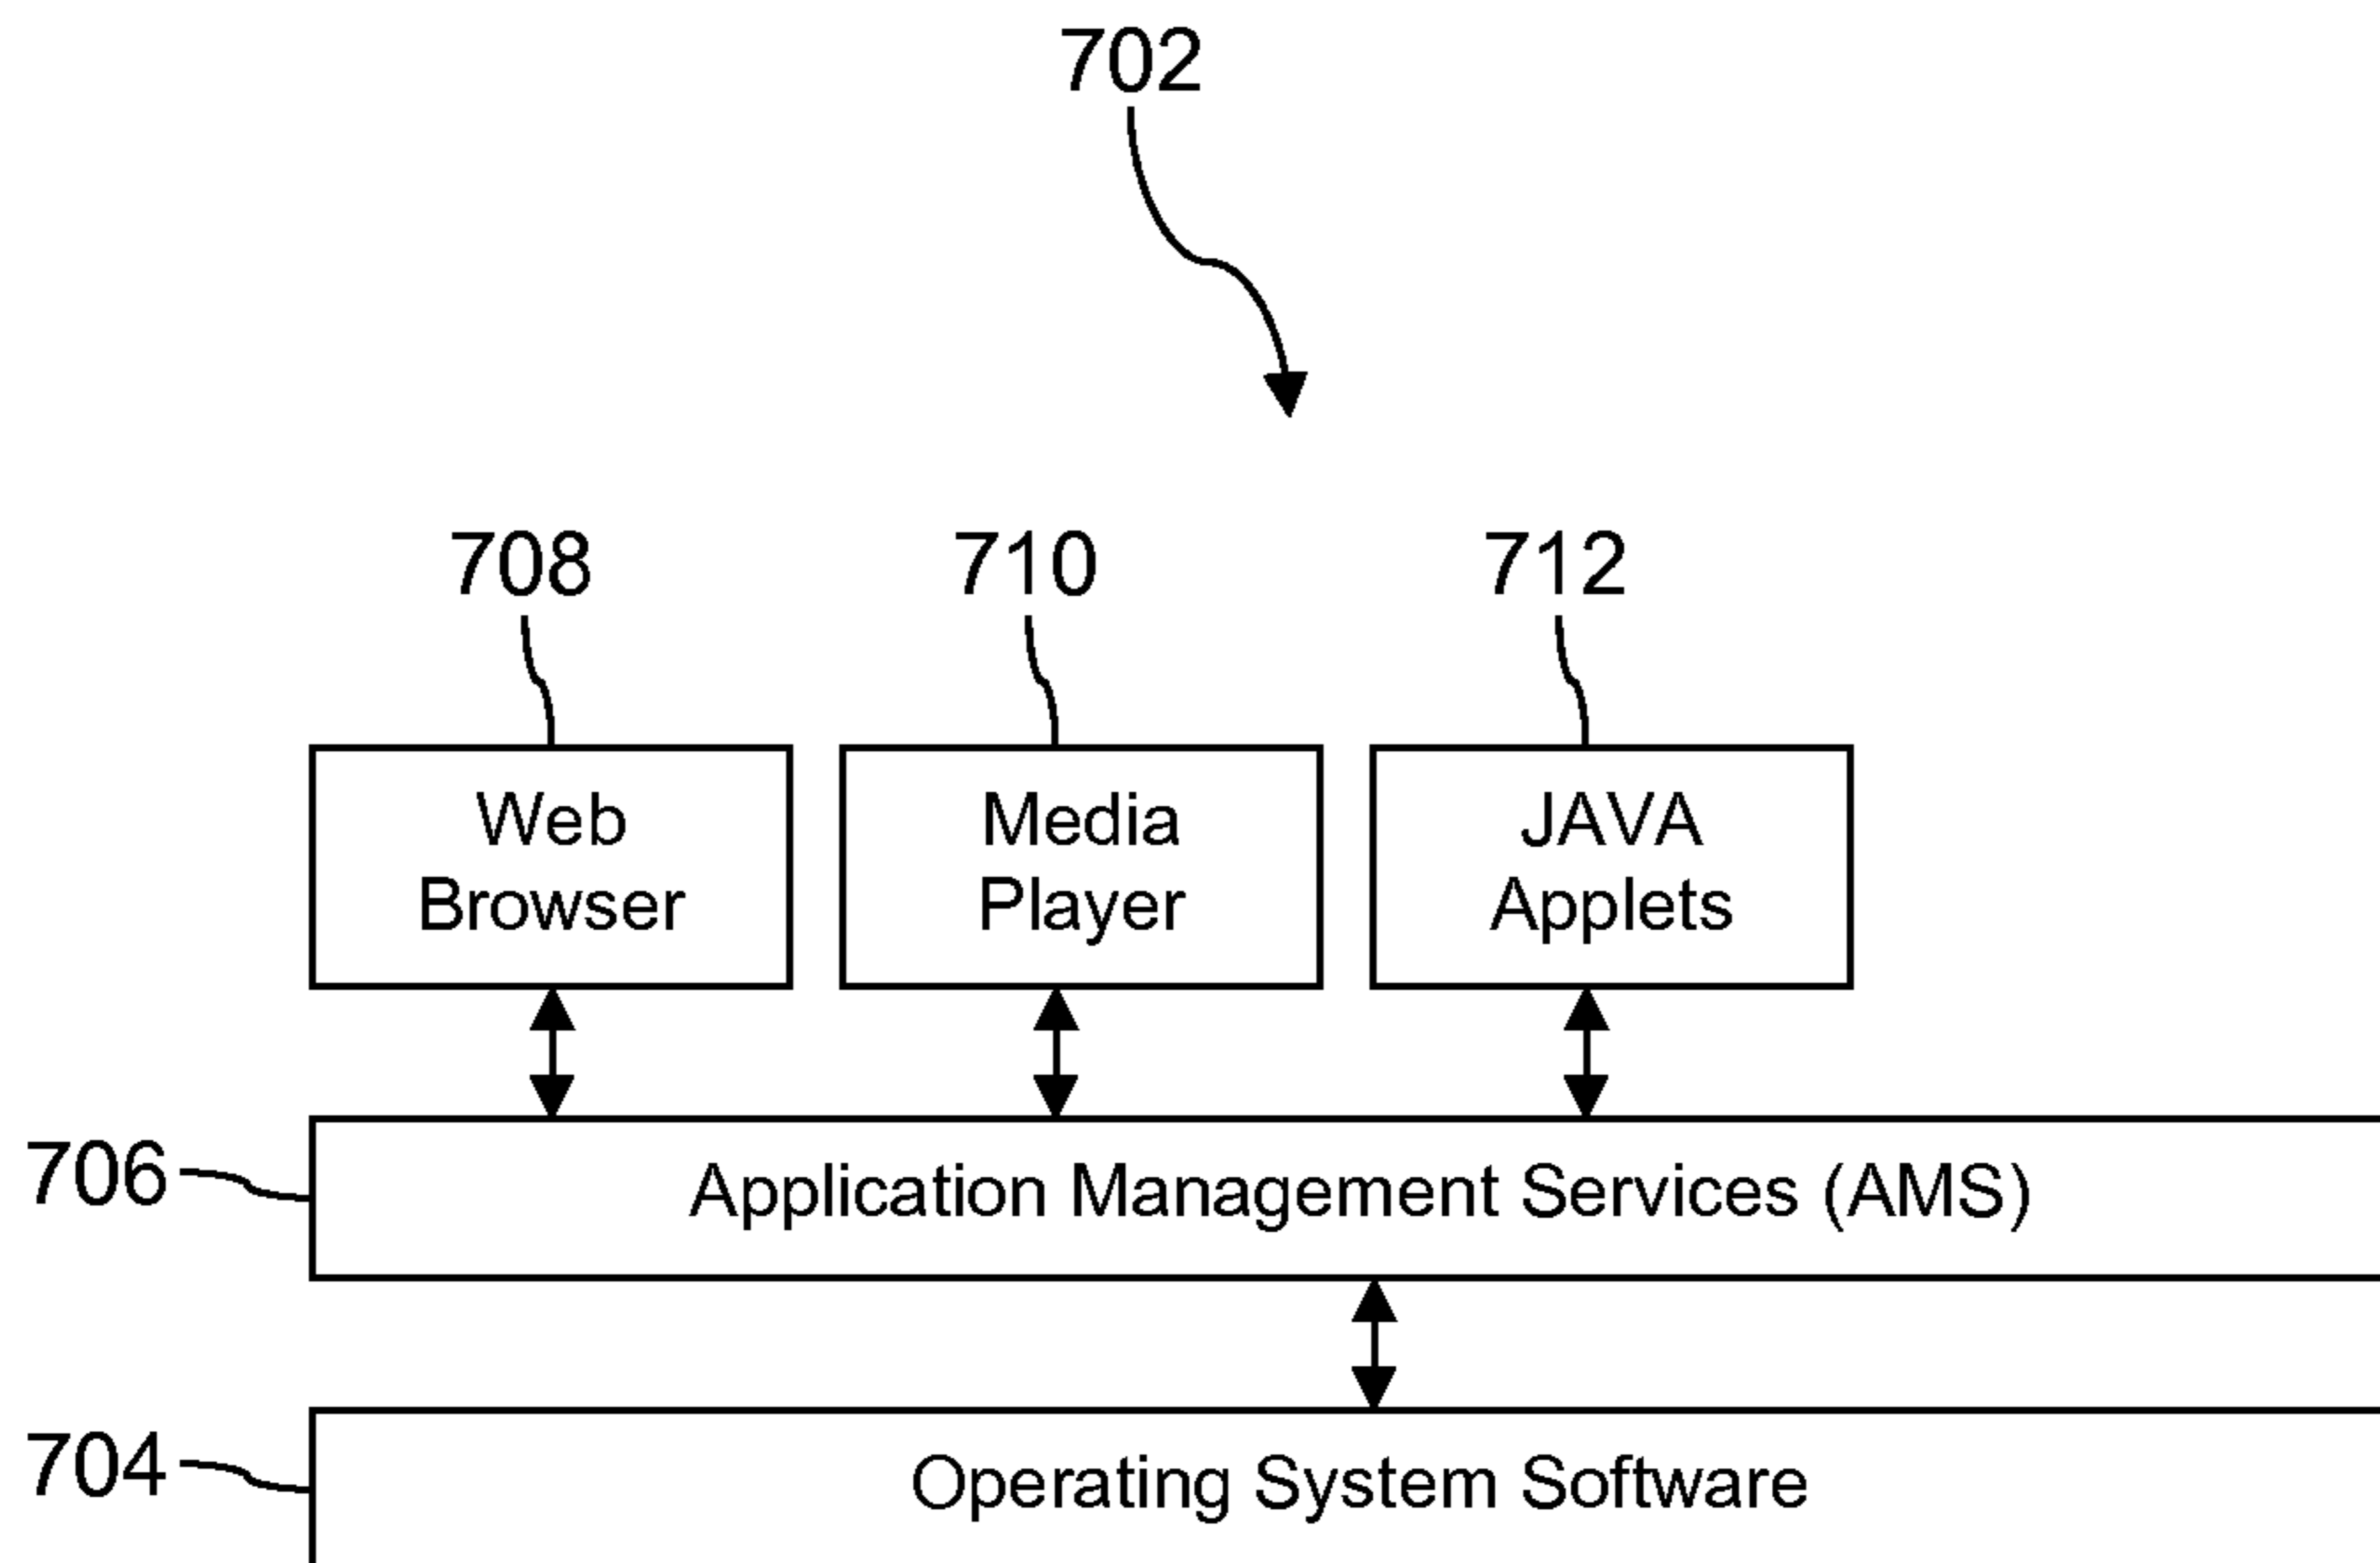 702
708 710 712
Web Browser
Media Player
JAVA Applets
706
Application Management Services (AMS)
704
Operating System Software